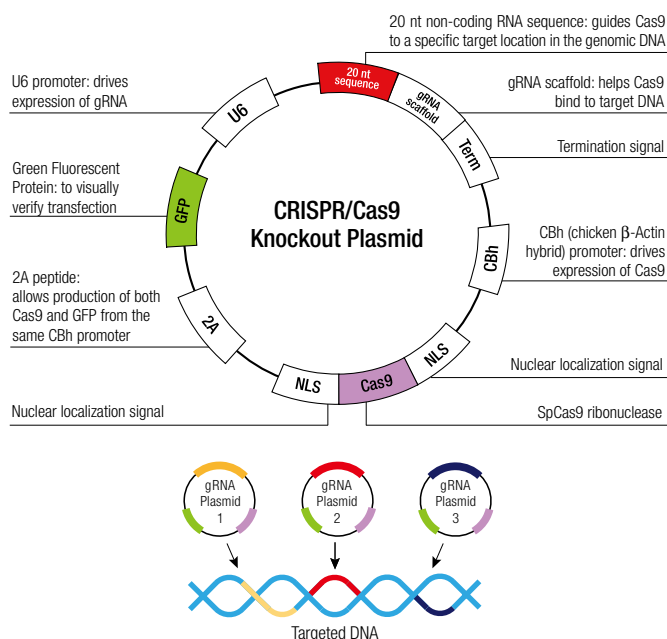 20 nt non-coding RNA sequence: guides Cas9
to a specific target location in the genomic DNA
U6 promoter: drives
expression of gRNA
gRNA scaffold: helps Cas9
bind to target DNA
Termination signal
Green Fluorescent
Protein: to visually
verify transfection
CBh (chicken β-Actin
hybrid) promoter: drives
expression of Cas9
2A peptide:
allows production of both
Cas9 and GFP from the
same CBh promoter
Nuclear localization signal
Nuclear localization signal
SpCas9 ribonuclease
CRISPR/Cas9
Knockout Plasmid
20 nt
sequence
gRNA
scaffold
Term
CBh
NLS
Cas9
NLS
2A
GFP
U6
gRNA
Plasmid
1
gRNA
Plasmid
2
gRNA
Plasmid
3
Targeted DNA